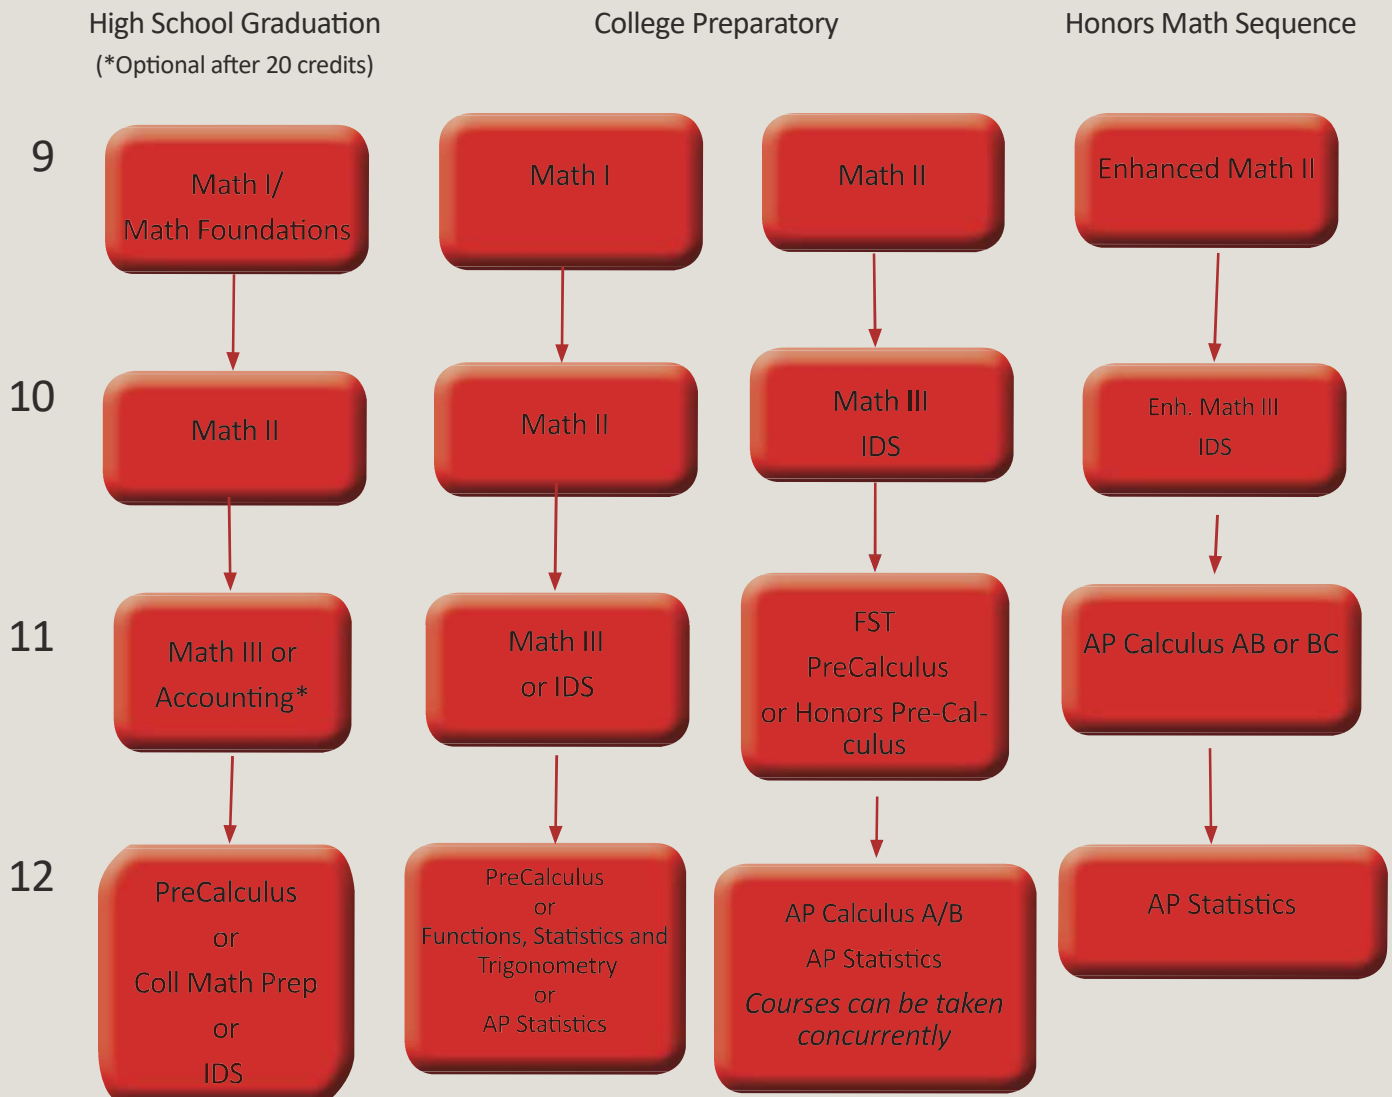 High School Graduation
(*Optional after 20 credits)
College Preparatory
Honors Math Sequence
9
Math I/
Math Foundations
Math I
Math II
Enhanced Math II
10
Math II
Math II
Math III
IDS
Enh. Math III
IDS
11
Math III or
Accounting*
Math III
or IDS
FST
PreCalculus
or Honors Pre-Cal-
culus
AP Calculus AB or BC
12
PreCalculus
or
Coll Math Prep
or
IDS
PreCalculus
or
Functions, Statistics and
Trigonometry
or
AP Statistics
AP Calculus A/B
AP Statistics
Courses can be taken
concurrently
AP Statistics